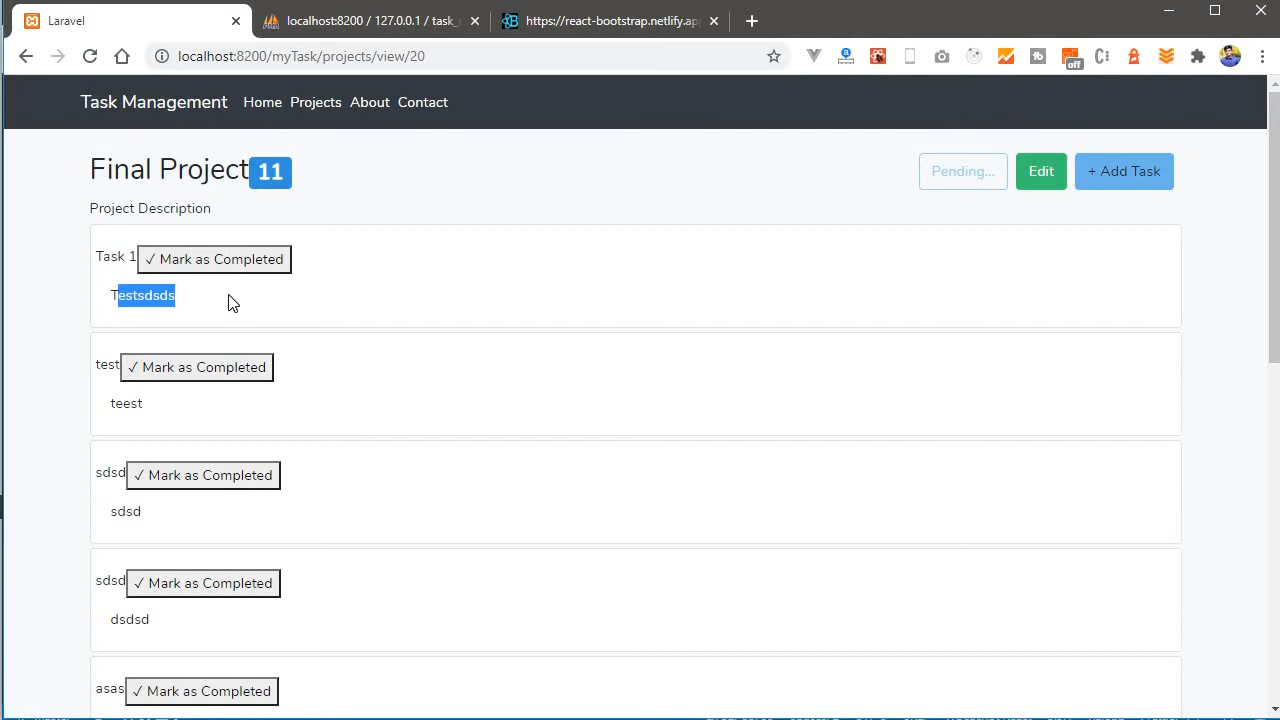 Laravel
localhost:8200 / 127.0.0.1 / task_
https://react-bootstrap.netlify.ap
localhost:8200/myTask/projects/view/20
off
Task Management Home Projects About Contact
Final Project 11
Pending... Edit + Add Task
Project Description
Task 1 ✓ Mark as Completed
Testsdsds
test ✓ Mark as Completed
teest
sdsd ✓ Mark as Completed
sdsd
sdsd ✓ Mark as Completed
dsdsd
asas ✓ Mark as Completed